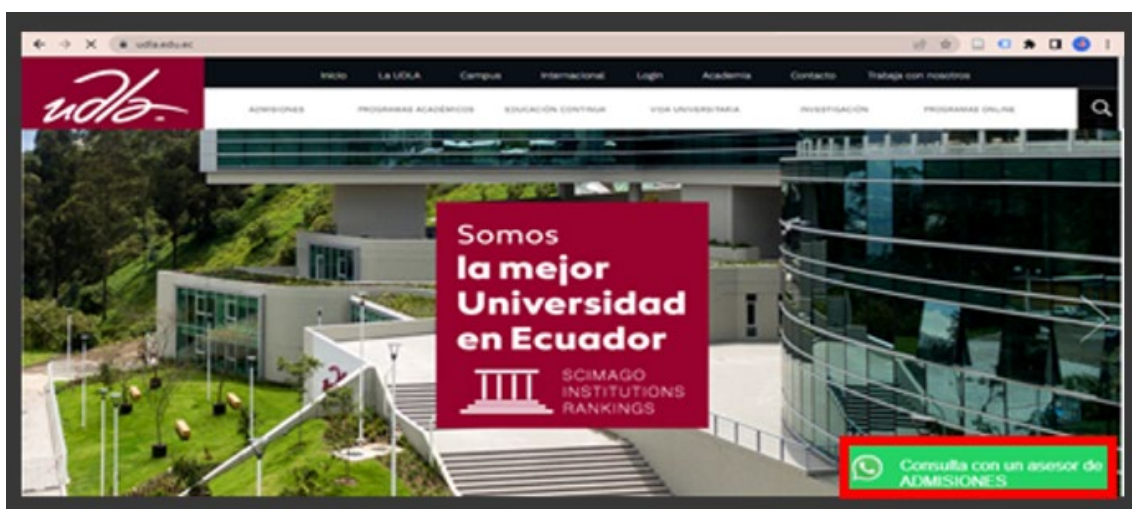 udla.edu.ec
udla-
Inicio La UDLA Campus Internacional Login Academia Contacto Trabaja con nosotros
ADMISIONES PROGRAMAS ACADÉMICOS EDUCACIÓN CONTINUA VIDA UNIVERSITARIA INVESTIGACIÓN PROGRAMAS ONLINE
Somos
la mejor
Universidad
en Ecuador
SCIMAGO
INSTITUTIONS
RANKINGS
Consulta con un asesor de
ADMISIONES